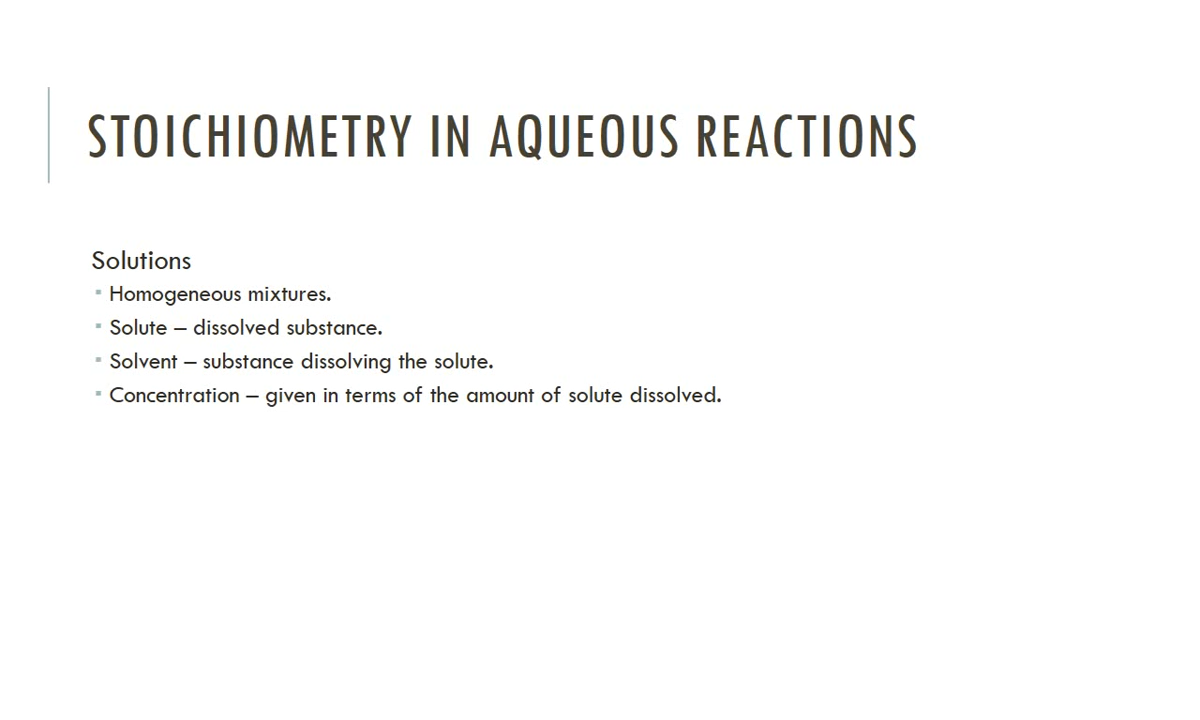 STOICHIOMETRY IN AQUEOUS REACTIONS
Solutions
▪ Homogeneous mixtures.
▪ Solute – dissolved substance.
▪ Solvent – substance dissolving the solute.
▪ Concentration – given in terms of the amount of solute dissolved.